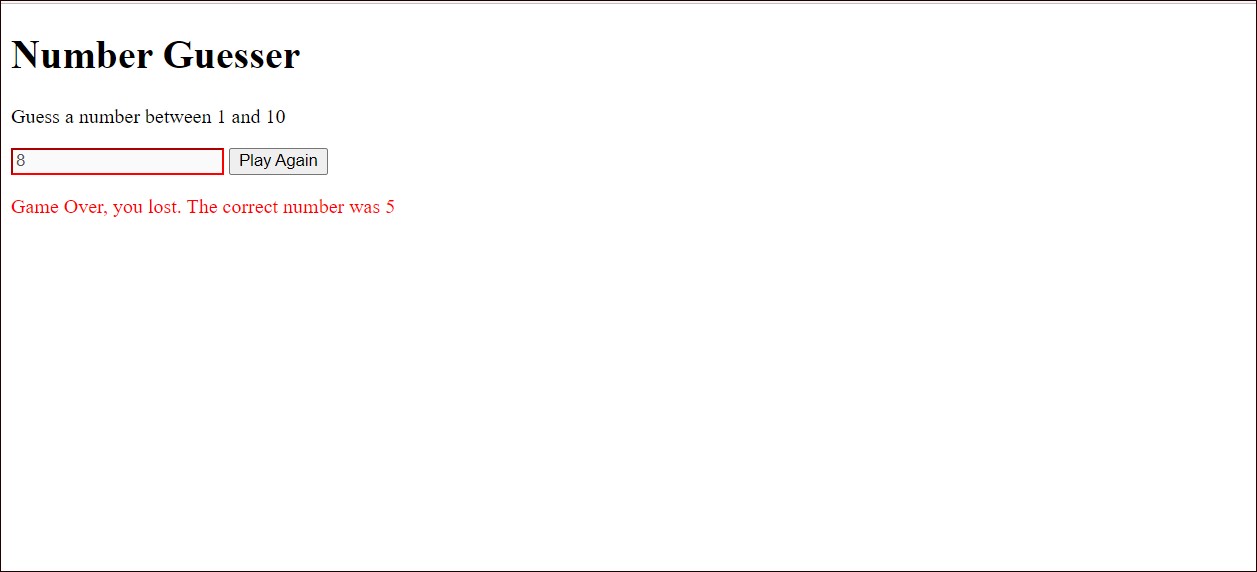 Number Guesser
Guess a number between 1 and 10
8 Play Again
Game Over, you lost. The correct number was 5